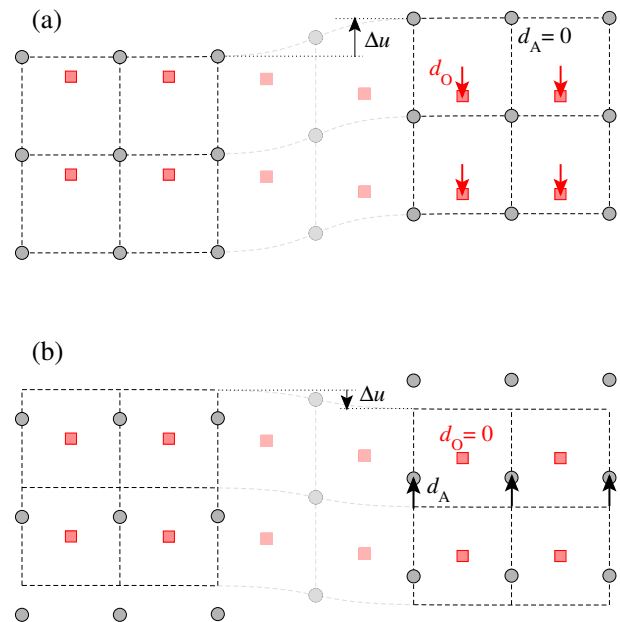 (a)
Δu
d_O
d_A = 0
(b)
Δu
d_O = 0
d_A